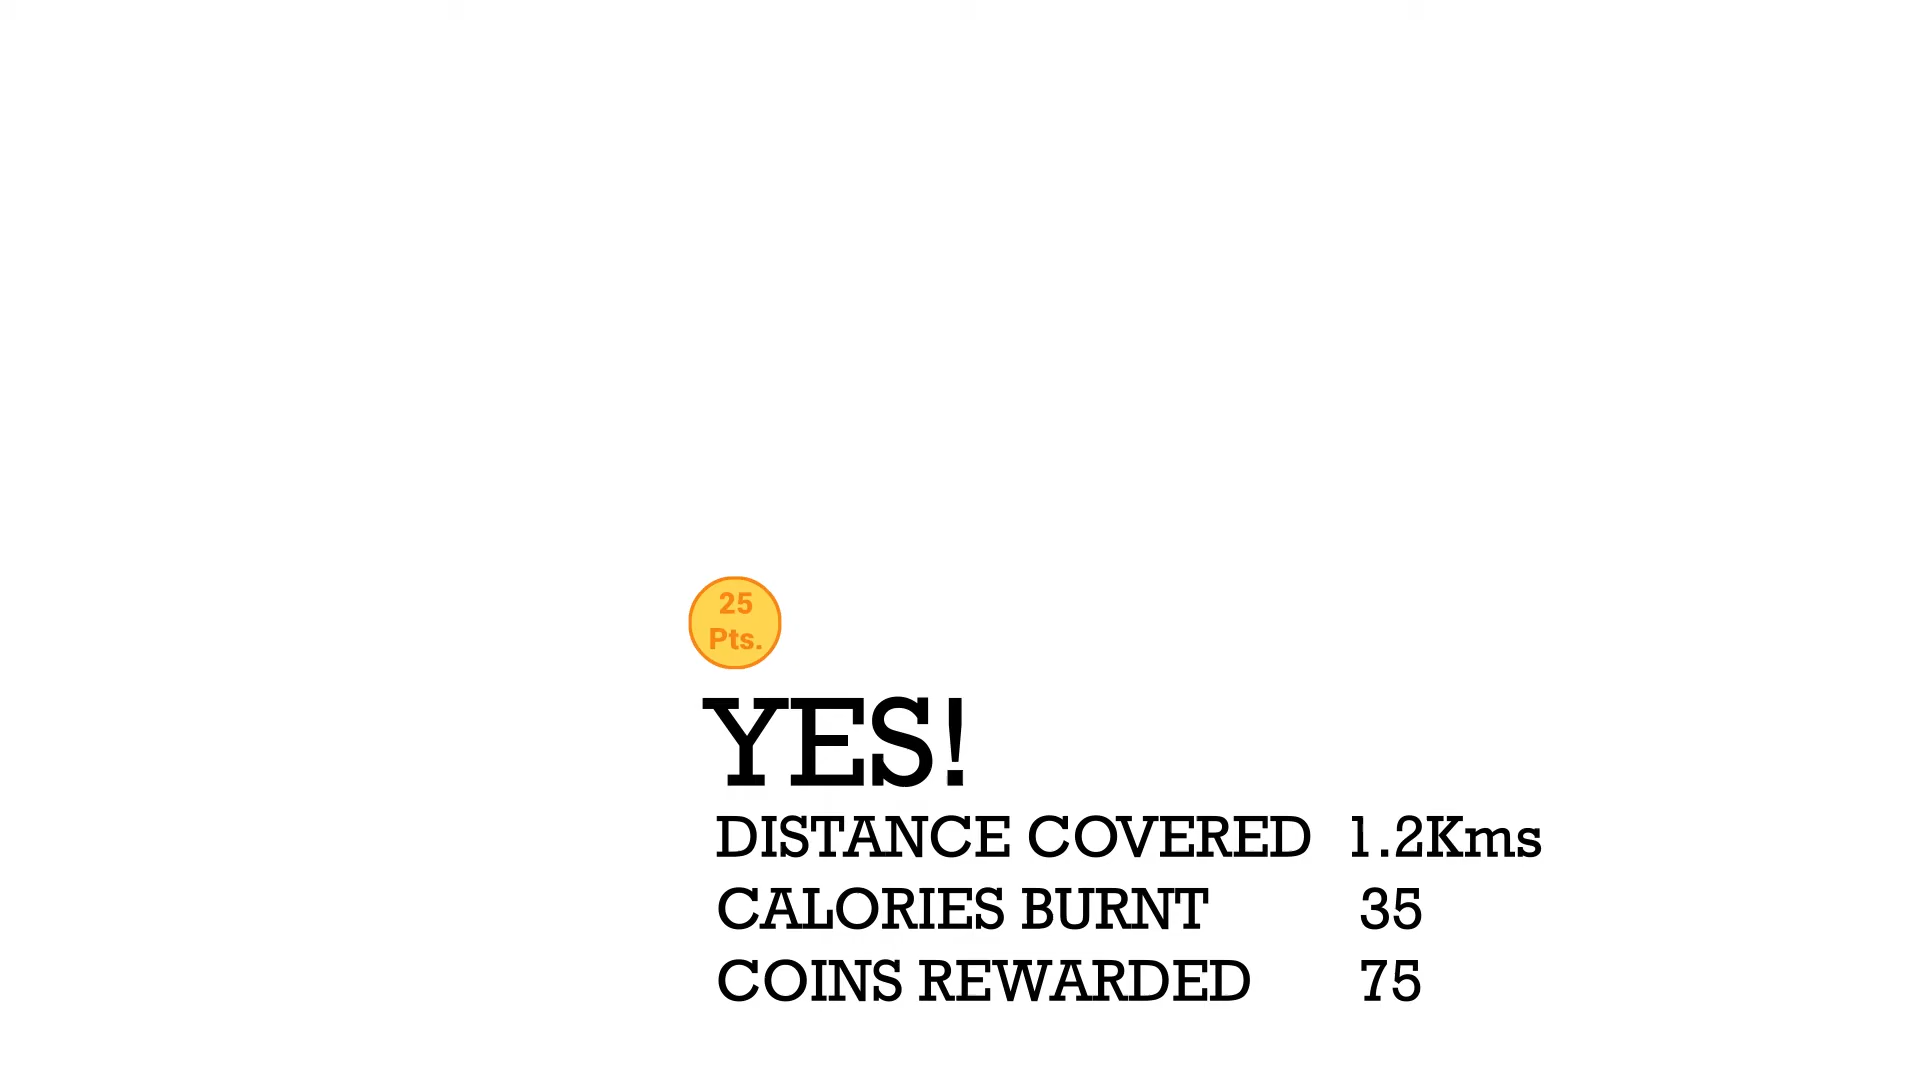 25
Pts.
YES!
DISTANCE COVERED 1.2Kms
CALORIES BURNT 35
COINS REWARDED 75